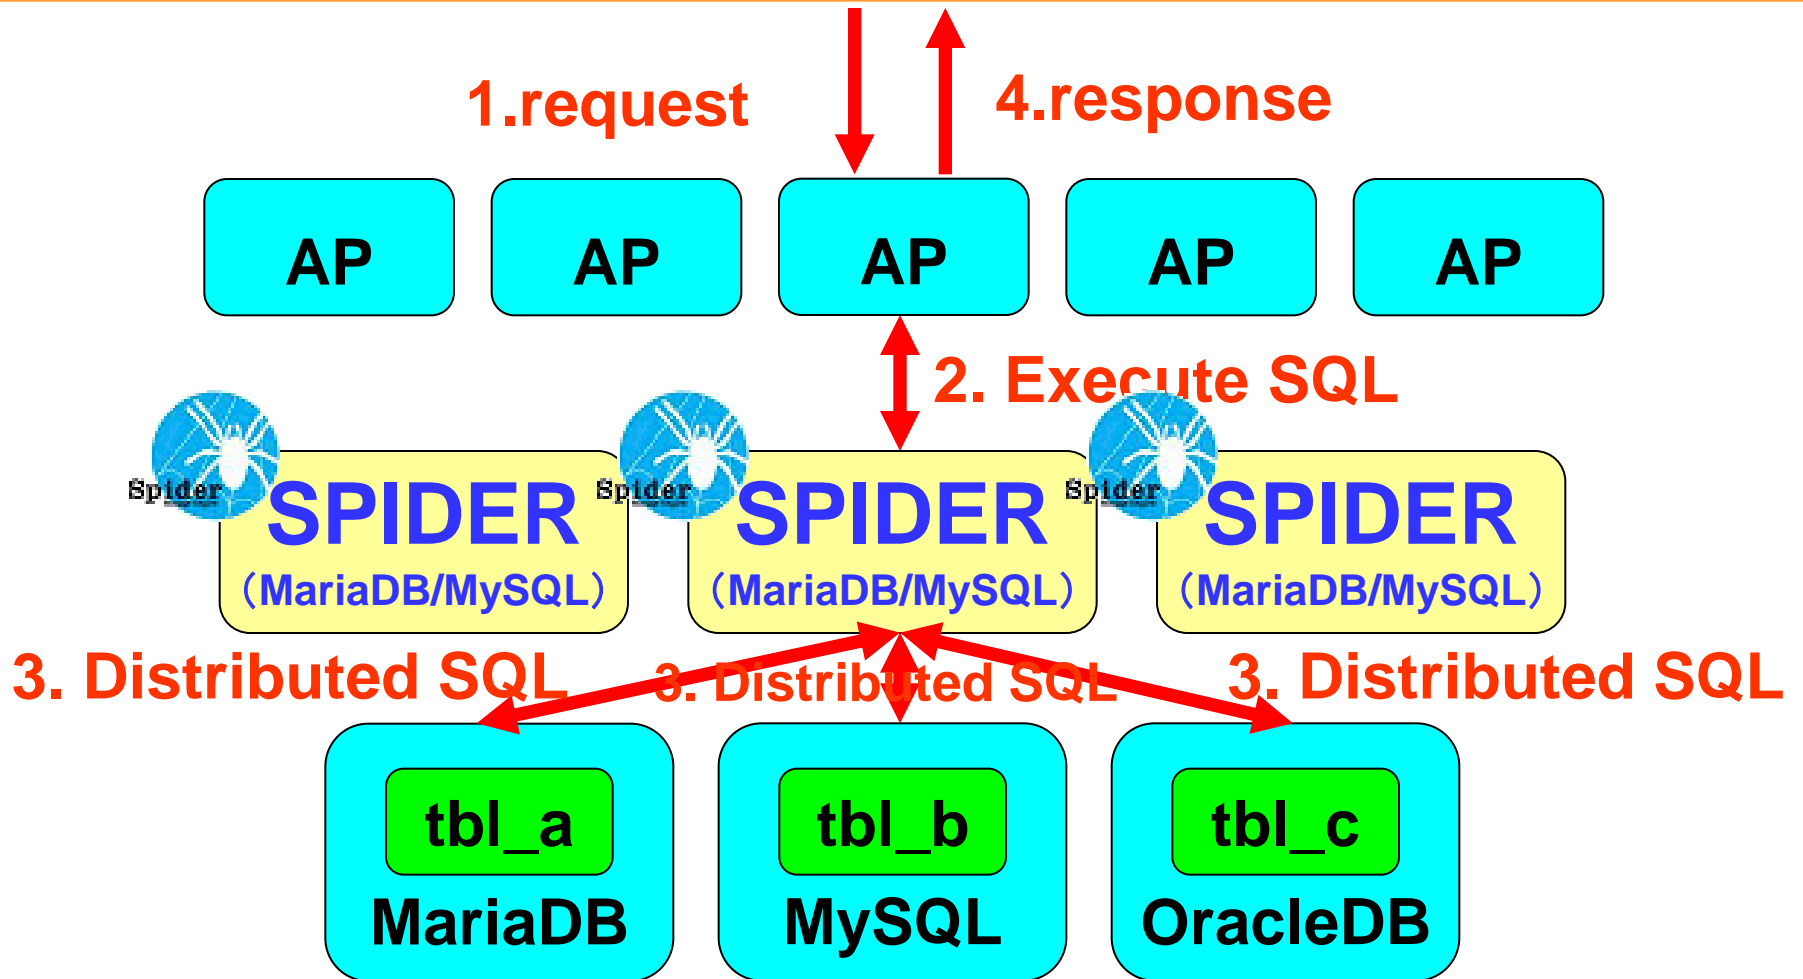 1.request
4.response
AP
AP
AP
AP
AP
2. Execute SQL
Spider
Spider
Spider
SPIDER
SPIDER
SPIDER
（MariaDB/MySQL）
（MariaDB/MySQL）
（MariaDB/MySQL）
3. Distributed SQL
3. Distributed SQL
3. Distributed SQL
tbl_a
tbl_b
tbl_c
MariaDB
MySQL
OracleDB